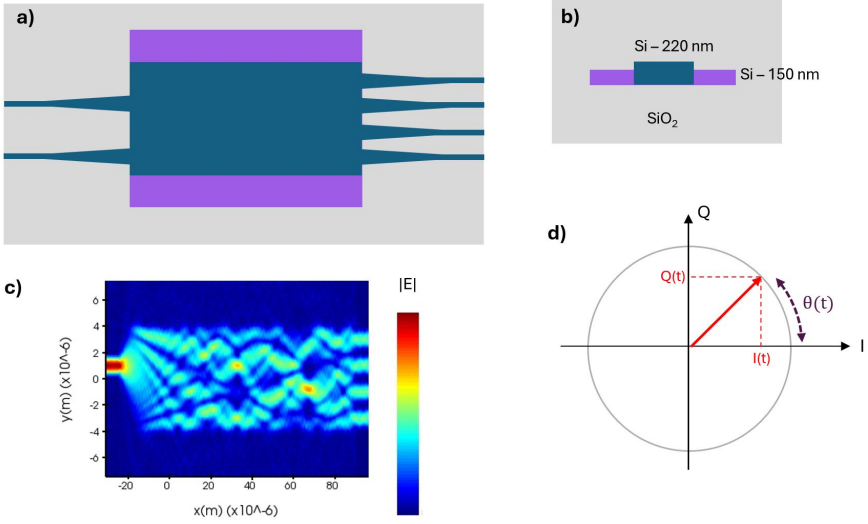 a)
b)
Si – 220 nm
Si – 150 nm
SiO₂
c)
|E|
6
4
2
0
-2
-4
-6
y(m) (x10^-6)
-20
0
20
40
60
80
x(m) (x10^-6)
d)
Q
Q(t)
θ(t)
I(t)
I